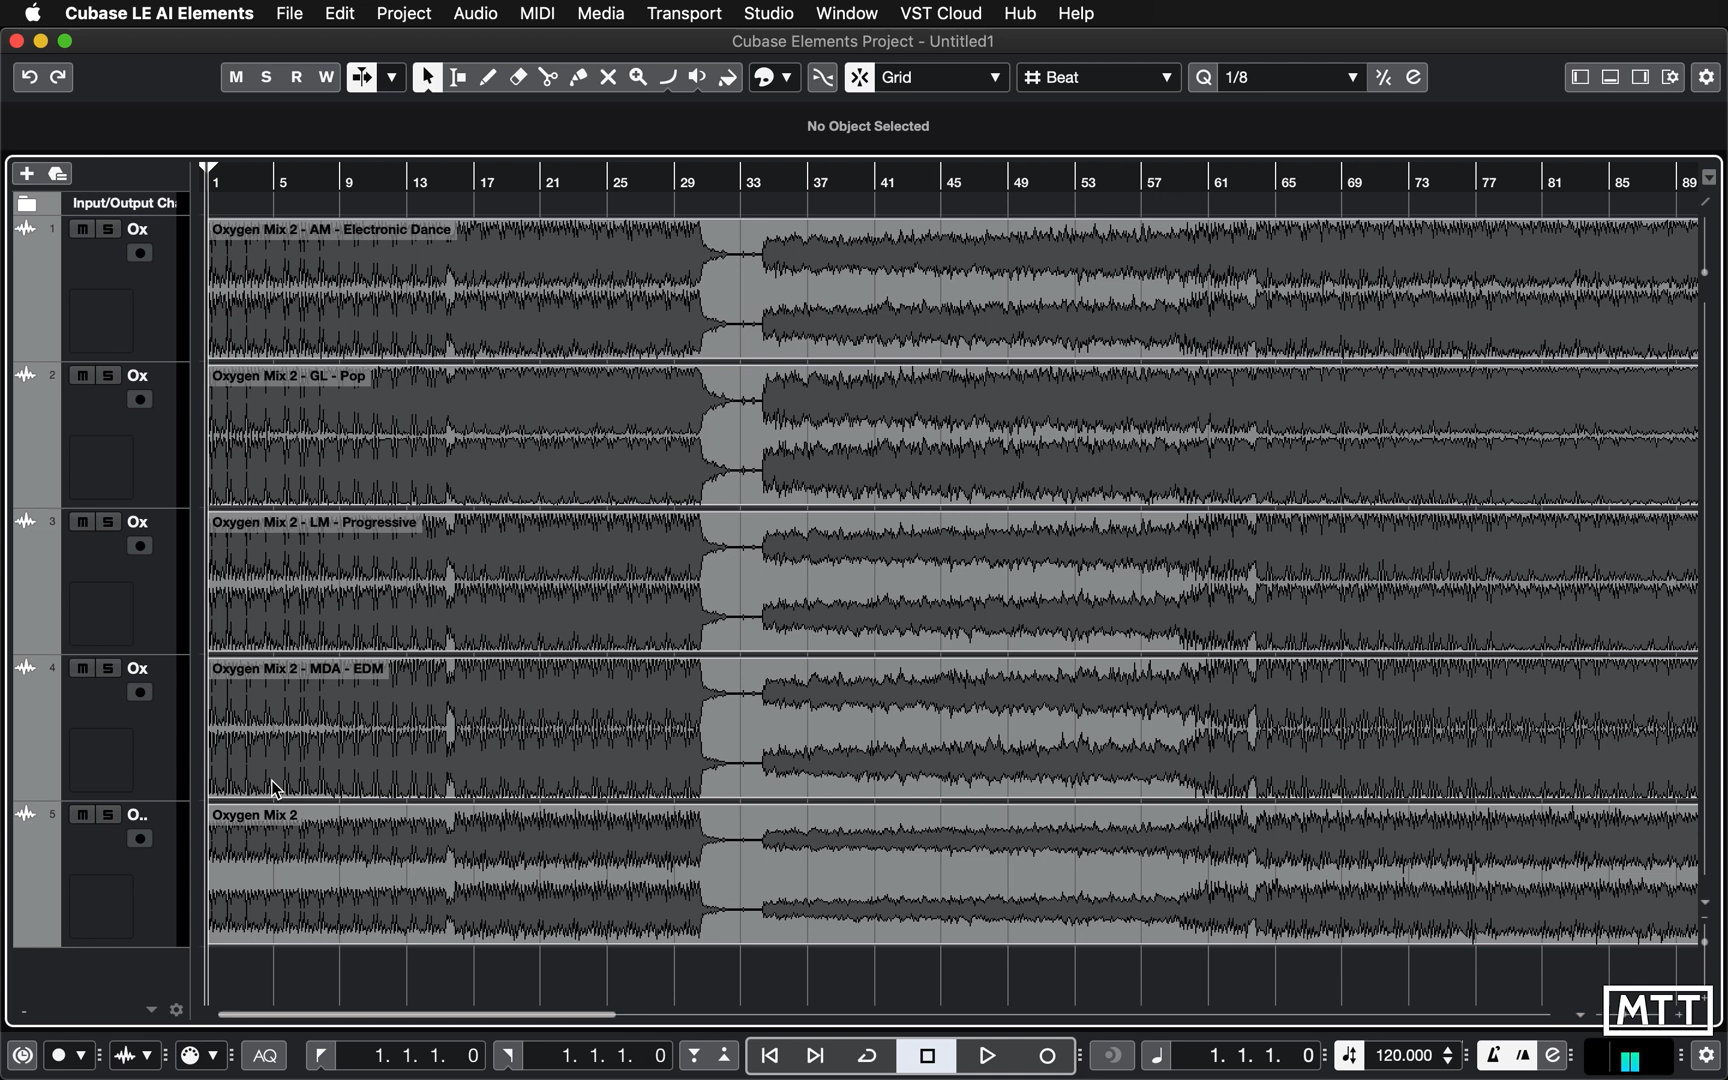 Cubase LE AI Elements File Edit Project Audio MIDI Media Transport Studio Window VST Cloud Hub Help
Cubase Elements Project - Untitled1
M S R W Grid Beat Q 1/8 e
No Object Selected
1 5 9 13 17 21 25 29 33 37 41 45 49 53 57 61 65 69 73 77 81 85 89
Input/Output Cha
1 m S Ox Oxygen Mix 2 - AM - Electronic Dance
2 m S Ox Oxygen Mix 2 - GL - Pop
3 m S Ox Oxygen Mix 2 - LM - Progressive
4 m S Ox Oxygen Mix 2 - MDA - EDM
5 m S O.. Oxygen Mix 2
MTT
AQ 1. 1. 1. 0 1. 1. 1. 0 1. 1. 1. 0 120.000 e